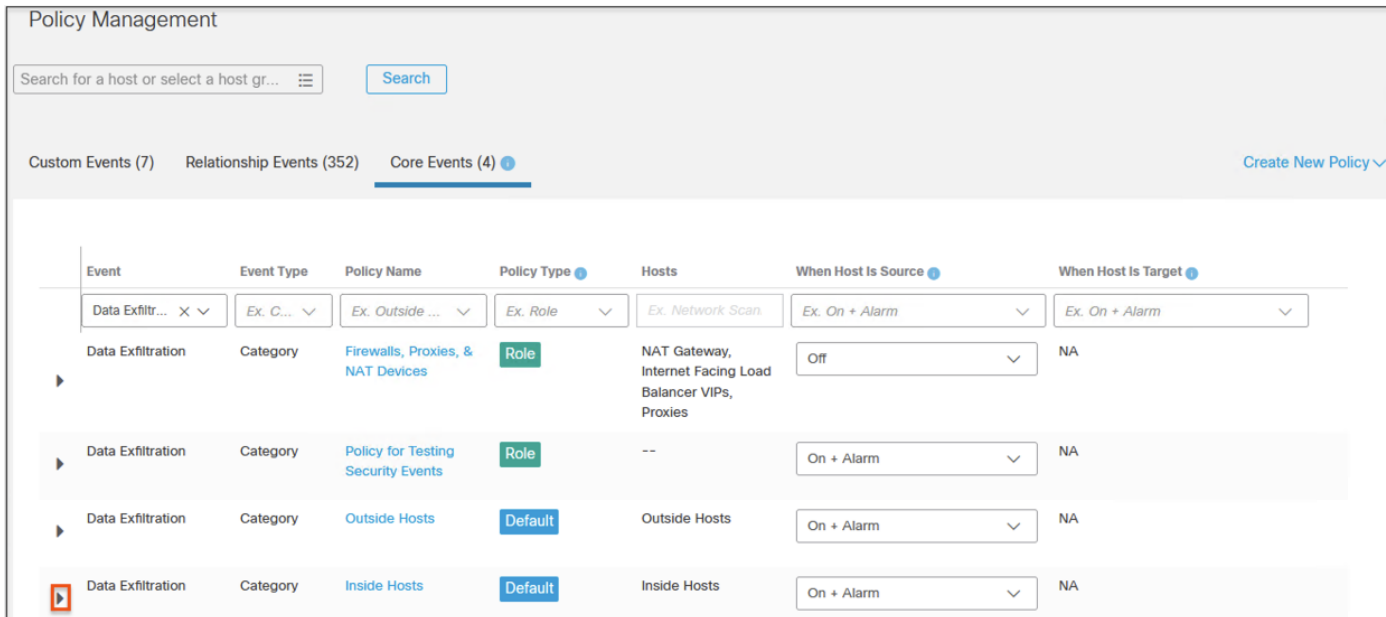 Policy Management
Search for a host or select a host gr...
Search
Custom Events (7)
Relationship Events (352)
Core Events (4)
Create New Policy
Event
Event Type
Policy Name
Policy Type
Hosts
When Host Is Source
When Host Is Target
Data Exfiltr...
Ex. C...
Ex. Outside ...
Ex. Role
Ex. Network Scan
Ex. On + Alarm
Ex. On + Alarm
Data Exfiltration
Category
Firewalls, Proxies, &
NAT Devices
Role
NAT Gateway,
Internet Facing Load
Balancer VIPs,
Proxies
Off
NA
Data Exfiltration
Category
Policy for Testing
Security Events
Role
--
On + Alarm
NA
Data Exfiltration
Category
Outside Hosts
Default
Outside Hosts
On + Alarm
NA
Data Exfiltration
Category
Inside Hosts
Default
Inside Hosts
On + Alarm
NA